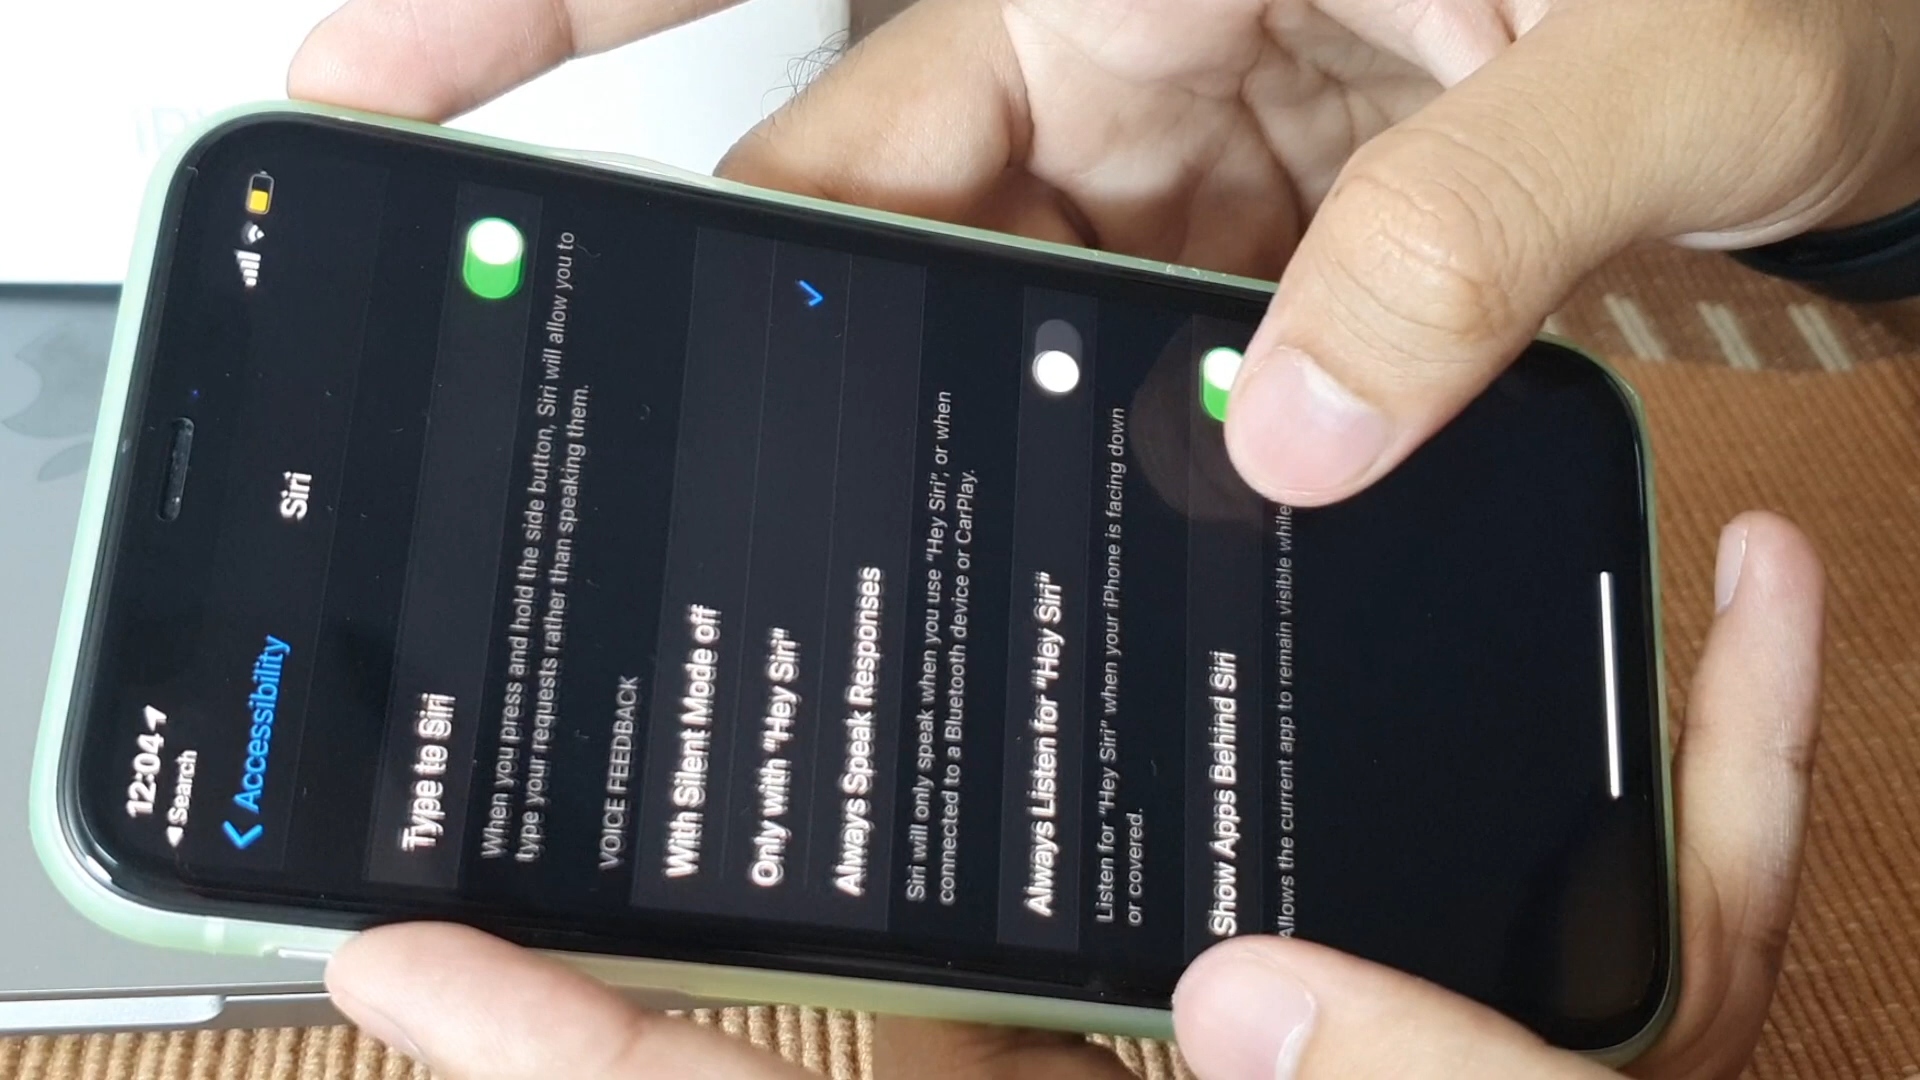 12:04
Search
Accessibility
Siri
Type to Siri
When you press and hold the side button, Siri will allow you to
type your requests rather than speaking them.
VOICE FEEDBACK
With Silent Mode off
Only with "Hey Siri"
Always Speak Responses
Siri will only speak when you use "Hey Siri", or when
connected to a Bluetooth device or CarPlay.
Always Listen for "Hey Siri"
Listen for "Hey Siri" when your iPhone is facing down
or covered.
Show Apps Behind Siri
Allows the current app to remain visible while